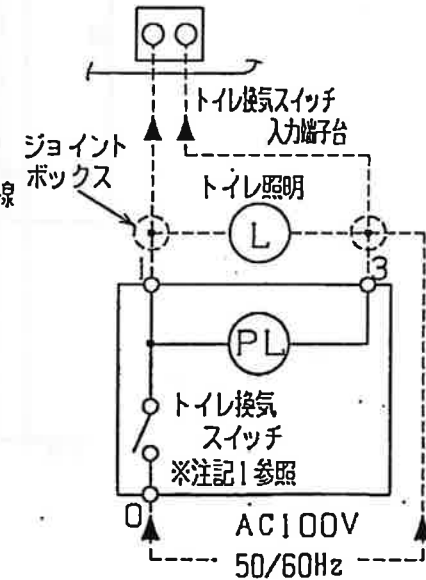 トイレ換気スイッチ
入力端子台
ジョイント
ボックス
線
トイレ照明
L
1
3
PL
トイレ換気
スイッチ
※注記1参照
0
AC100V
50/60Hz